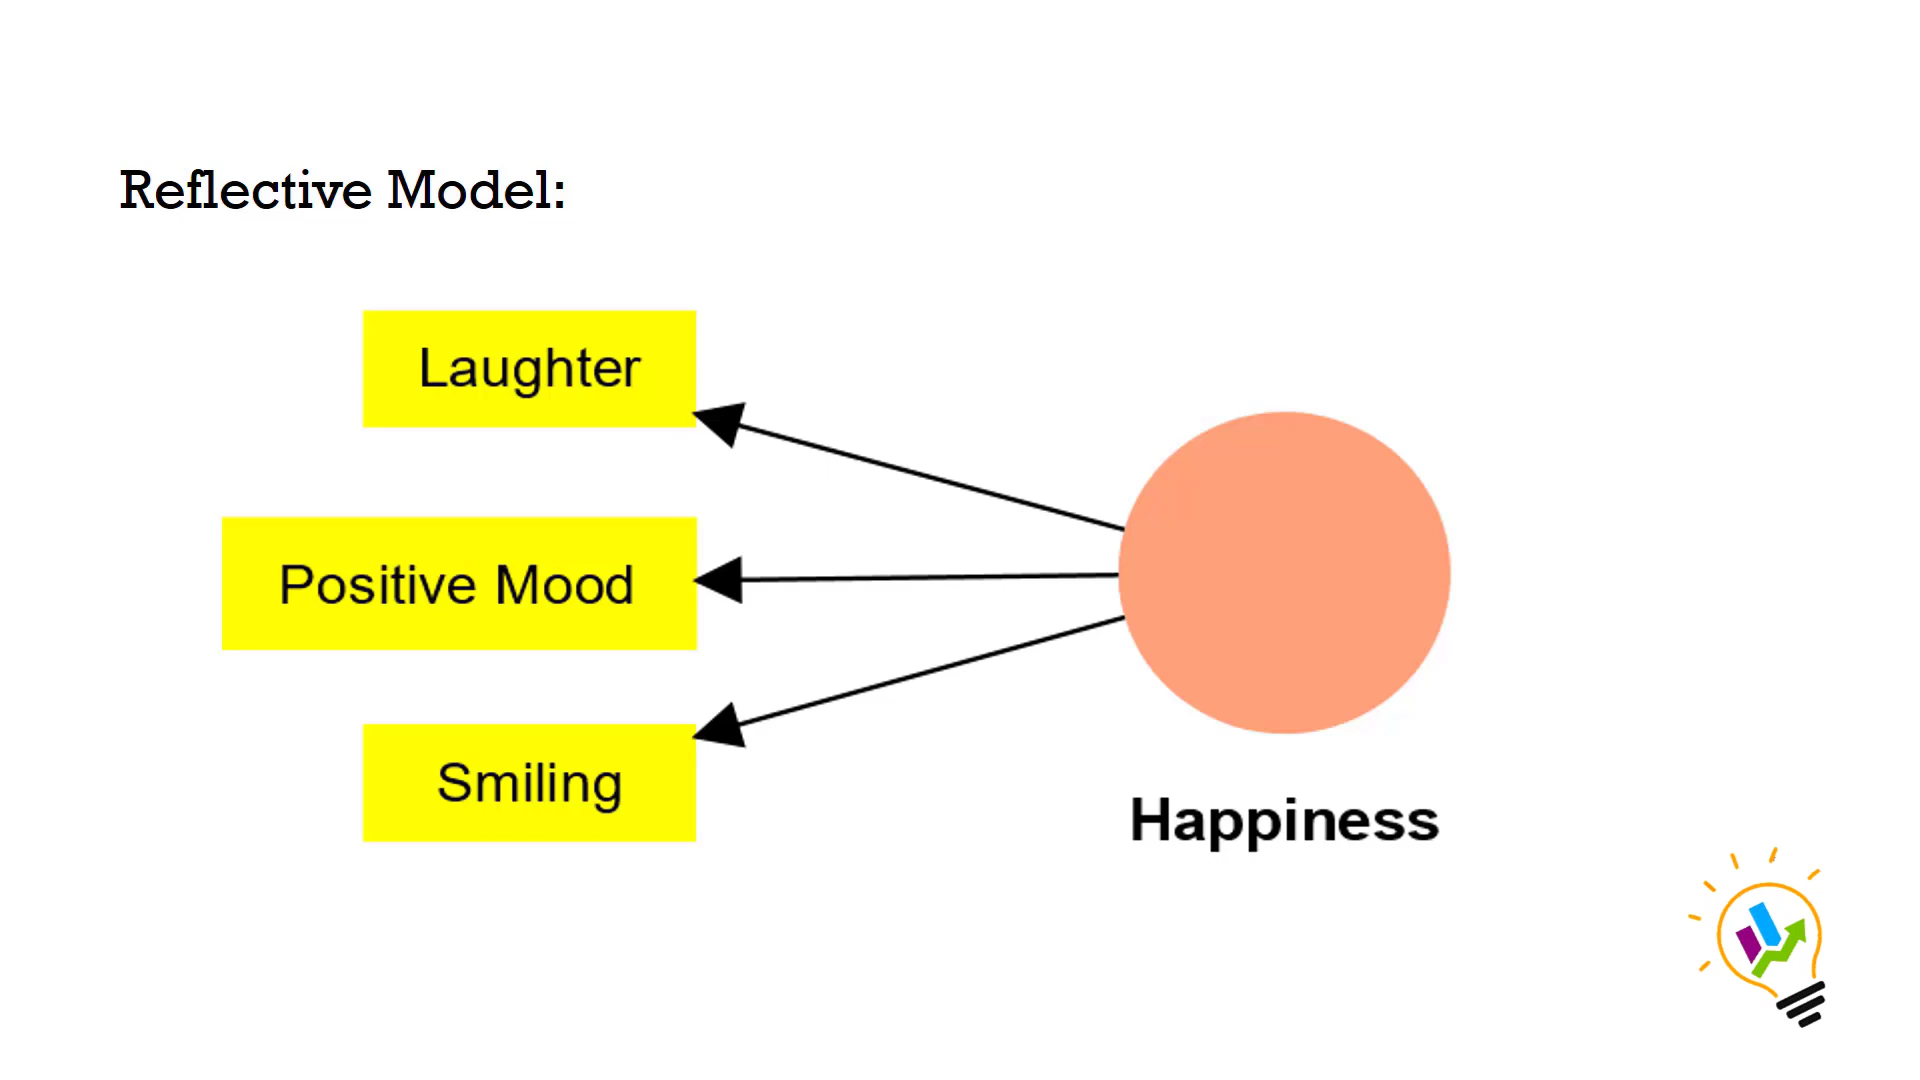 Reflective Model:
Laughter
Positive Mood
Smiling
Happiness